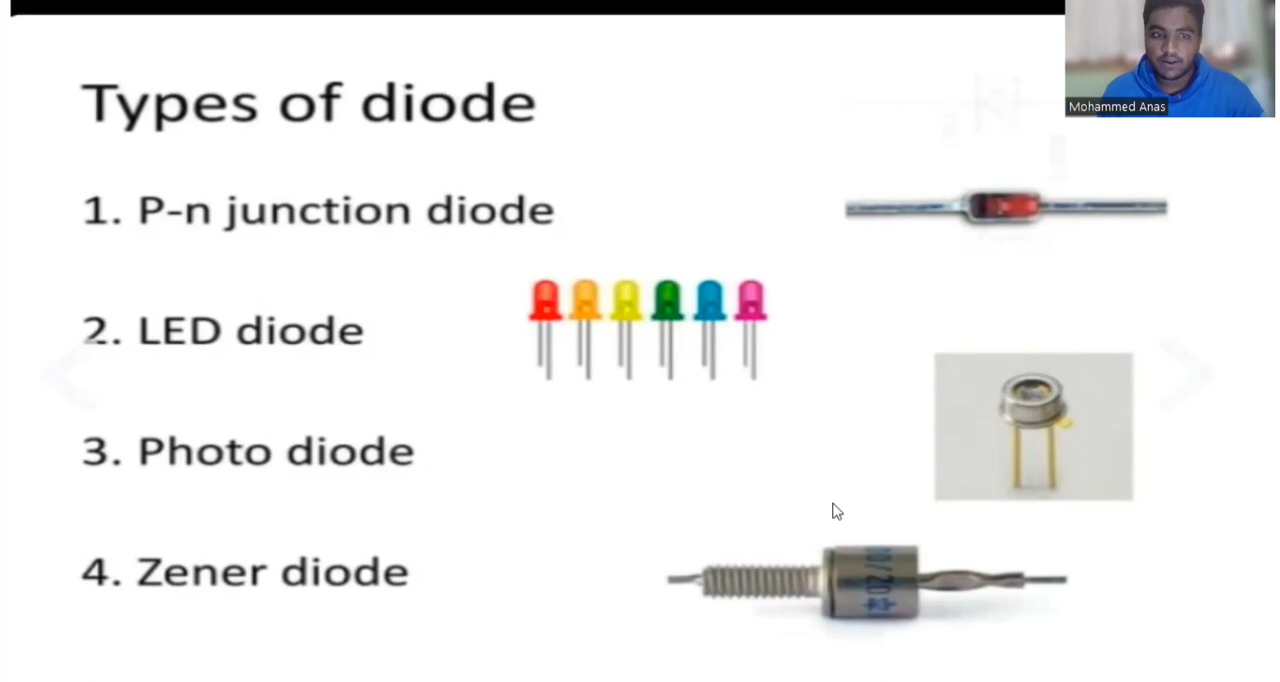 Types of diode
Mohammed Anas
1. P-n junction diode
2. LED diode
3. Photo diode
4. Zener diode